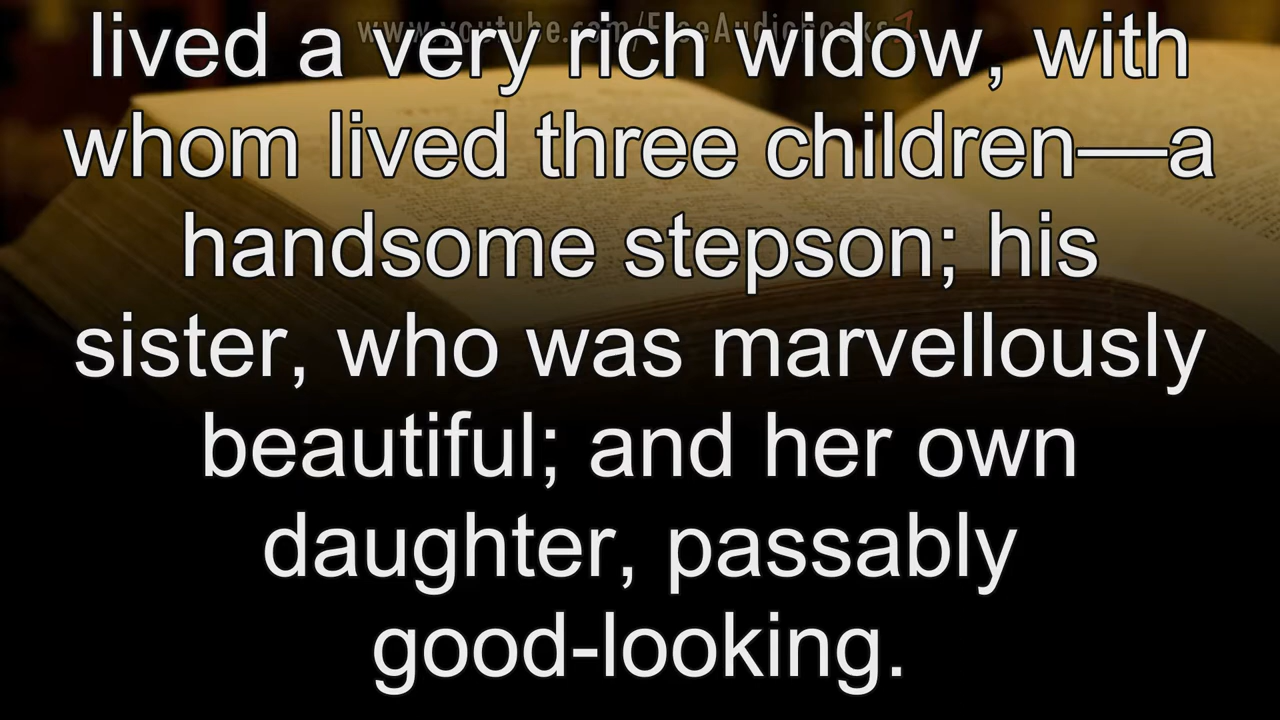 www.youtube.com/FreeAudiobooks
lived a very rich widow, with
whom lived three children—a
handsome stepson; his
sister, who was marvellously
beautiful; and her own
daughter, passably
good-looking.